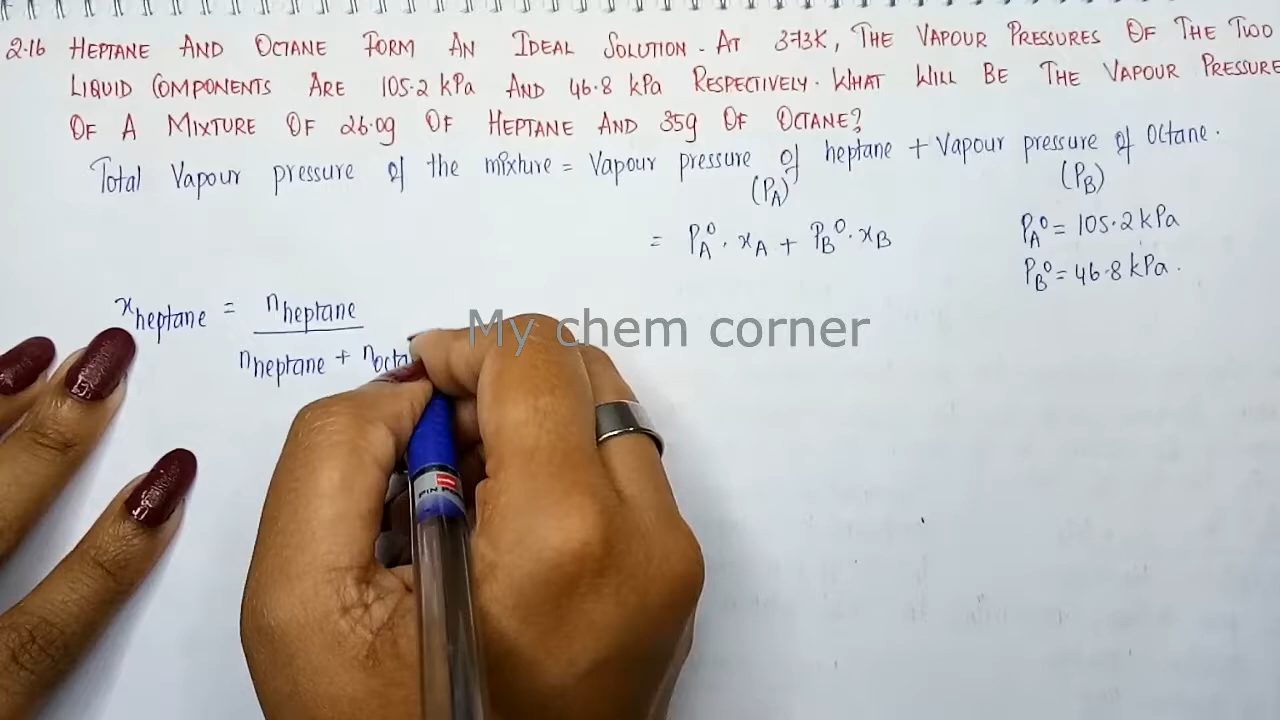 2.16 HEPTANE AND OCTANE FORM AN IDEAL SOLUTION. AT 373K, THE VAPOUR PRESSURES OF THE TWO
LIQUID COMPONENTS ARE 105.2 kPa AND 46.8 kPa RESPECTIVELY. WHAT WILL BE THE VAPOUR PRESSURE
OF A MIXTURE OF 26.0g OF HEPTANE AND 35g OF OCTANE?
Total Vapour pressure of the mixture = Vapour pressure of heptane + Vapour pressure of Octane.
(PA) (PB)
= PA⁰ . xA + PB⁰ . xB
PA⁰ = 105.2 kPa
PB⁰ = 46.8 kPa.
xheptane = nheptane
nheptane + nocta
My chem corner
PIN